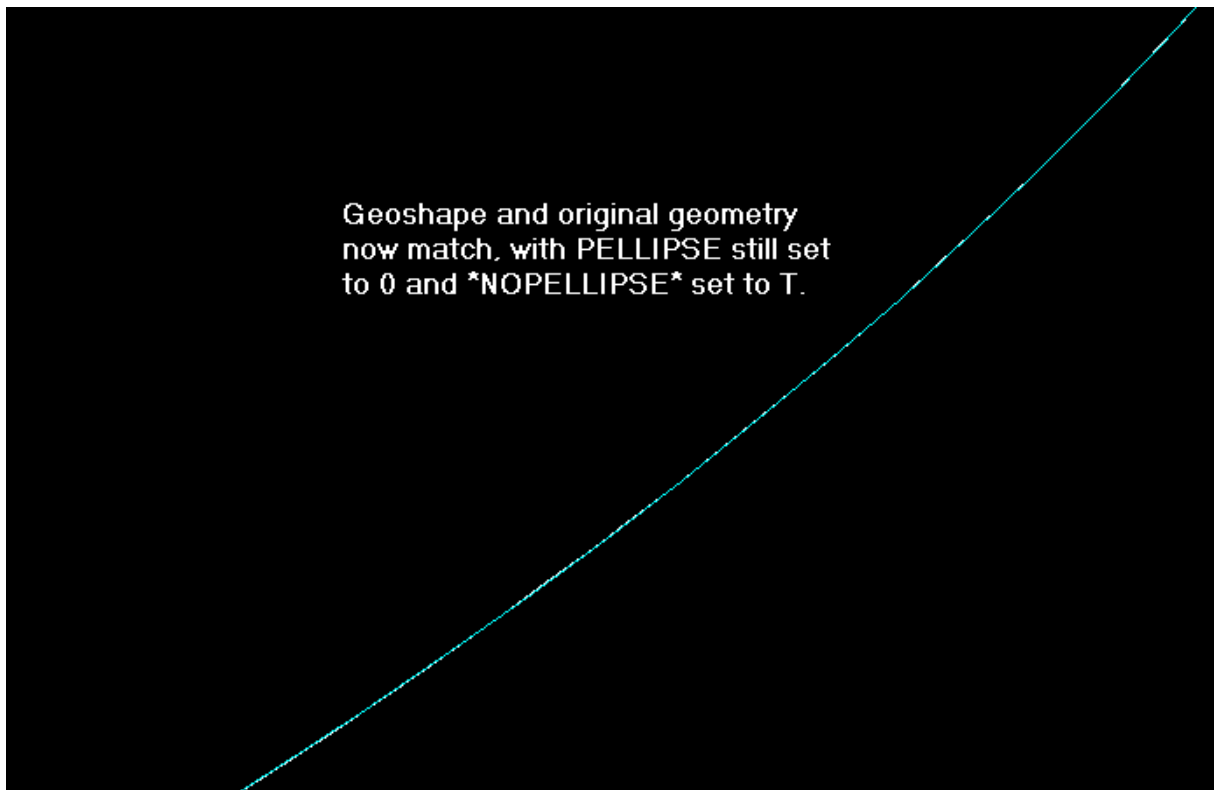 Geoshape and original geometry
now match, with PELLIPSE still set
to 0 and *NOPELLIPSE* set to T.